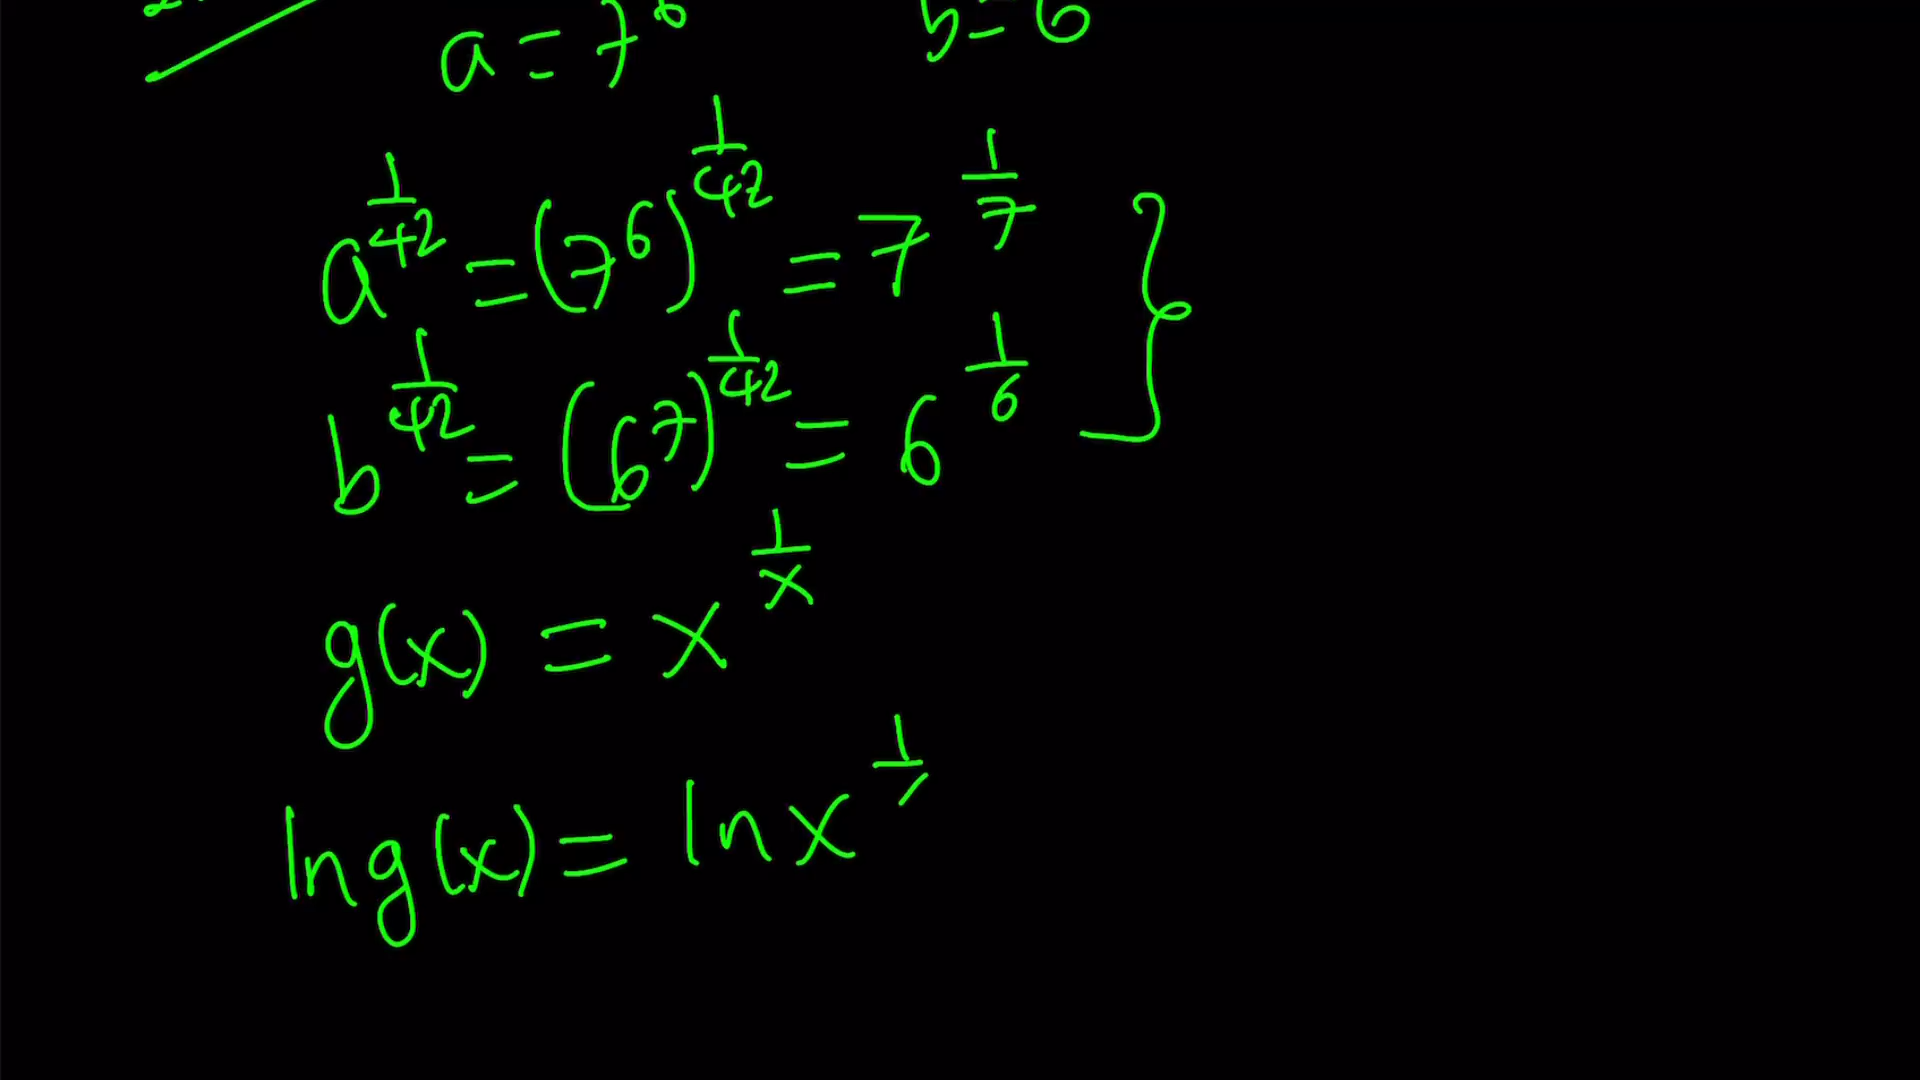 a = 7^6 b = 6
a^{1/42} = (7^6)^{1/42} = 7^{1/7} }
b^{1/42} = (6^7)^{1/42} = 6^{1/6}
g(x) = x^{1/x}
ln g(x) = ln x^{1/